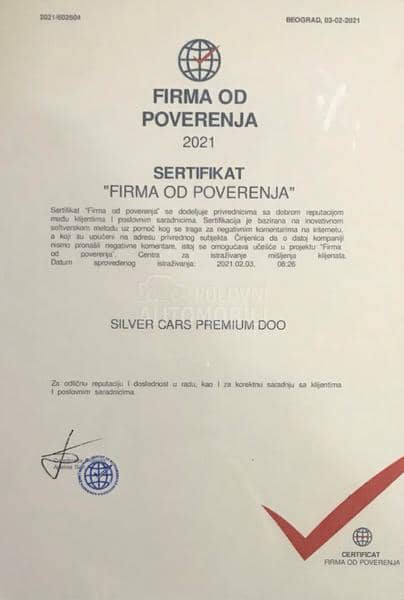 2021/602604
BEOGRAD, 03-02-2021
FIRMA OD
POVERENJA
2021
SERTIFIKAT
"FIRMA OD POVERENJA"
Sertifikat "Firma od poverenja" se dodeljuje privrednicima sa dobrom reputacijom
među klijentima I poslovnim saradnicima. Sertifikacija je bazirana na inovativnom
softverskom metodu uz pomoć kog se traga za negativnim komentarima na internetu,
a koji su upućeni na adresu privrednog subjekta. Činjenica da o datoj kompaniji
nismo pronašli negativne komentare, istoj se omogućava učešće u projektu "Firma
od poverenja", Centra za istraživanje mišljenja klijenata.
Datum sprovedenog istraživanja: 2021.02.03. 08:26
POLOVNI
AUTOMOBILI
SILVER CARS PREMIUM DOO
Za odličnu reputaciju I doslednost u radu, kao I za korektnu saradnju sa klijentima
I poslovnim saradnicima.
CERTIFICAT
FIRMA OD POVERENJA